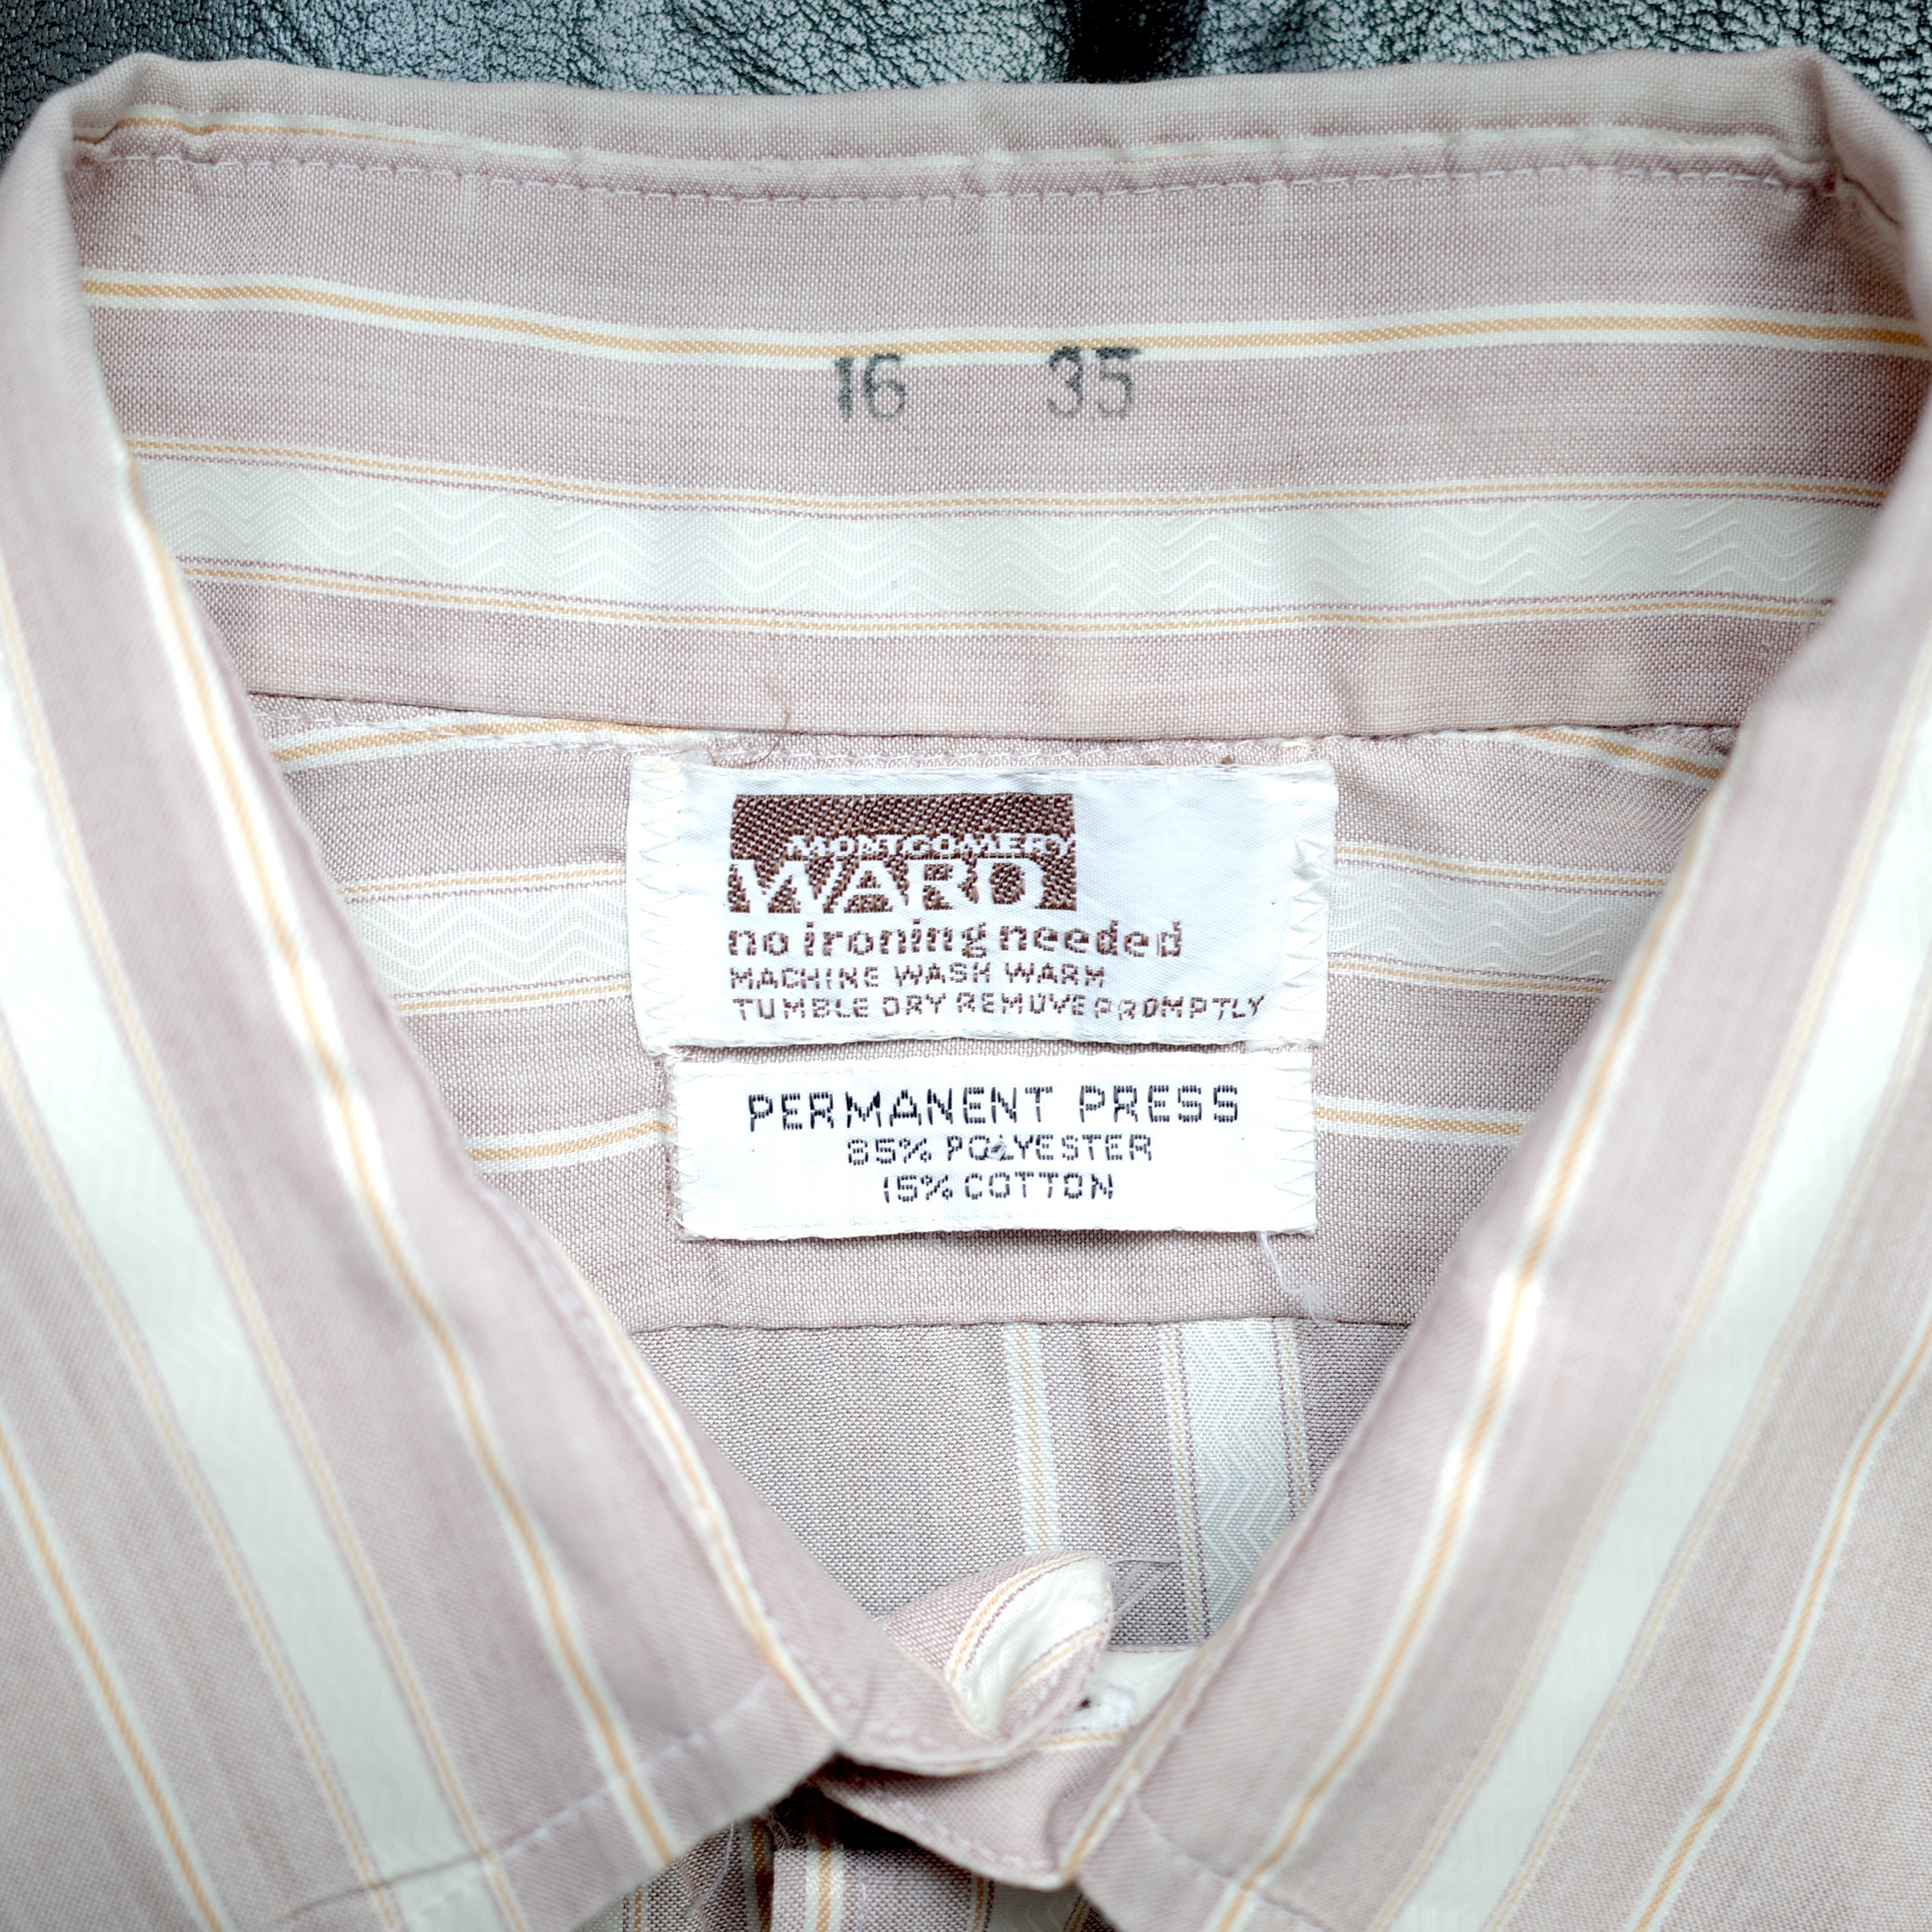 16 35
MONTGOMERY
WARD
no ironing needed
MACHINE WASH WARM
TUMBLE DRY REMOVE PROMPTLY
PERMANENT PRESS
85% POLYESTER
15% COTTON